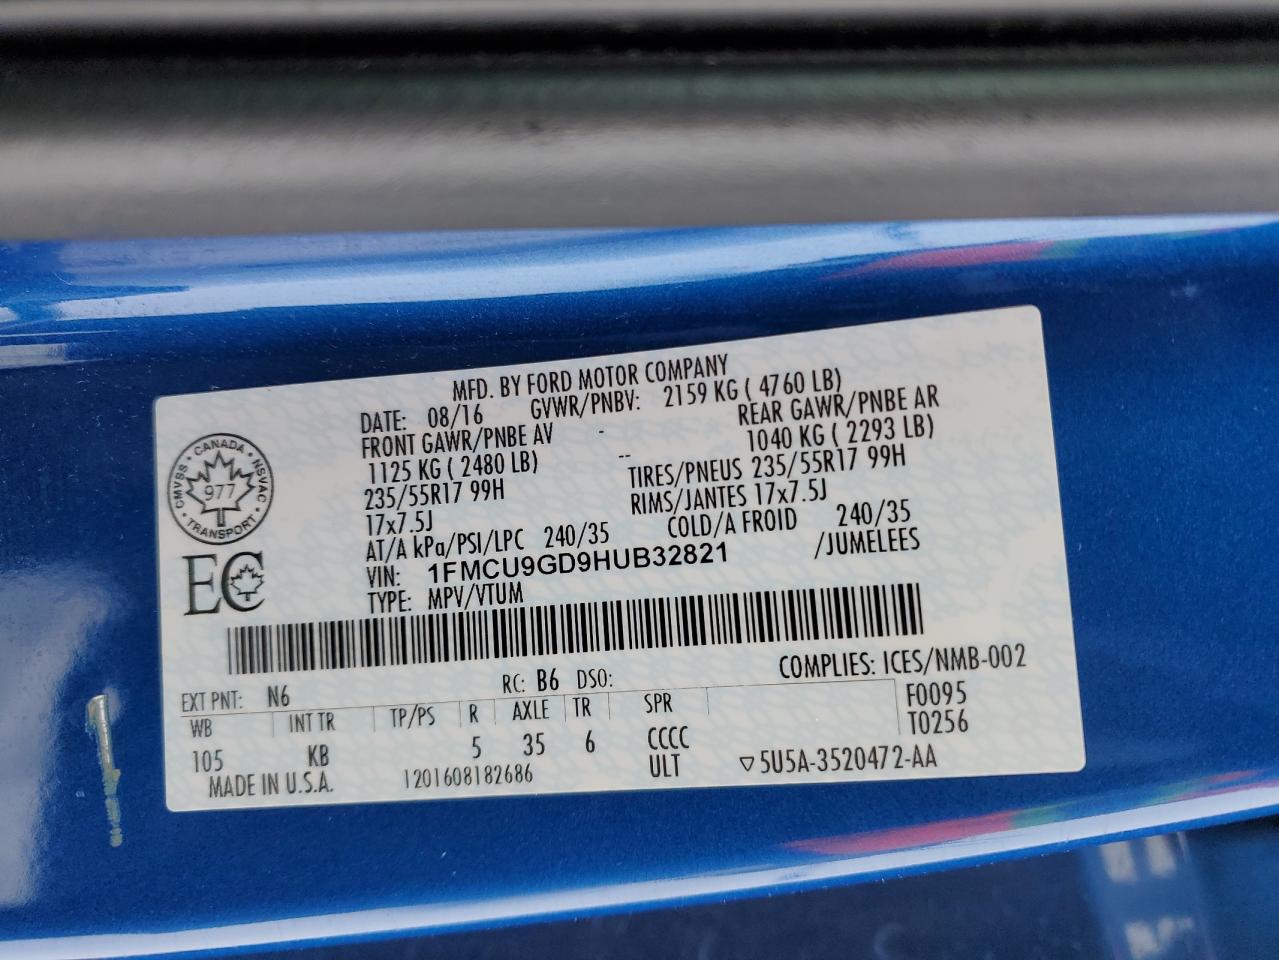 MFD. BY FORD MOTOR COMPANY
DATE: 08/16 GVWR/PNBV: 2159 KG ( 4760 LB)
FRONT GAWR/PNBE AV - REAR GAWR/PNBE AR
1125 KG ( 2480 LB) -- 1040 KG ( 2293 LB)
235/55R17 99H TIRES/PNEUS 235/55R17 99H
17x7.5J RIMS/JANTES 17x7.5J
AT/A kPa/PSI/LPC 240/35 COLD/A FROID 240/35
VIN: 1FMCU9GD9HUB32821 /JUMELEES
TYPE: MPV/VTUM
CANADA
CMVSS NSVAC
977
TRANSPORT
EC
EXT PNT: N6 RC: B6 DSO: COMPLIES: ICES/NMB-002
WB INT TR TP/PS R AXLE TR SPR F0095
105 KB 5 35 6 CCCC T0256
MADE IN U.S.A. 1201608182686 ULT ▽5U5A-3520472-AA